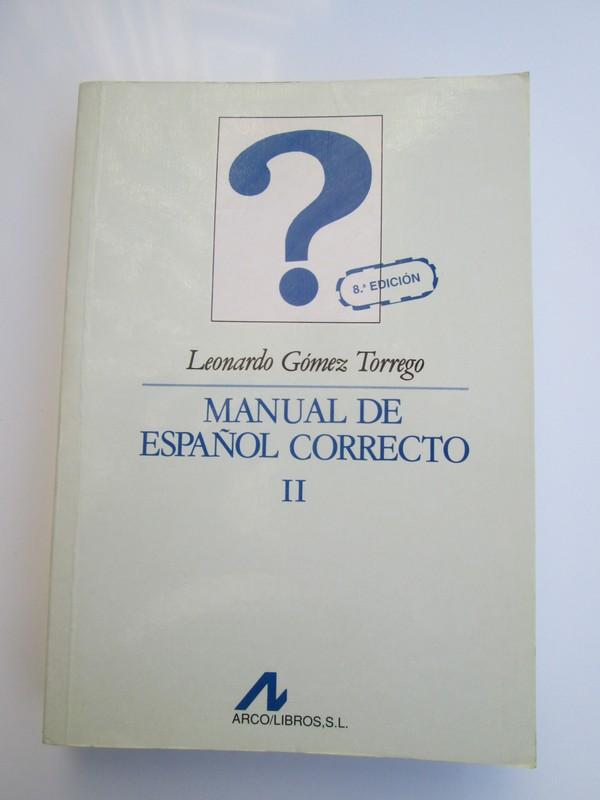 ?
8.ª EDICIÓN
Leonardo Gómez Torrego
MANUAL DE
ESPAÑOL CORRECTO
II
ARCO/LIBROS,S.L.